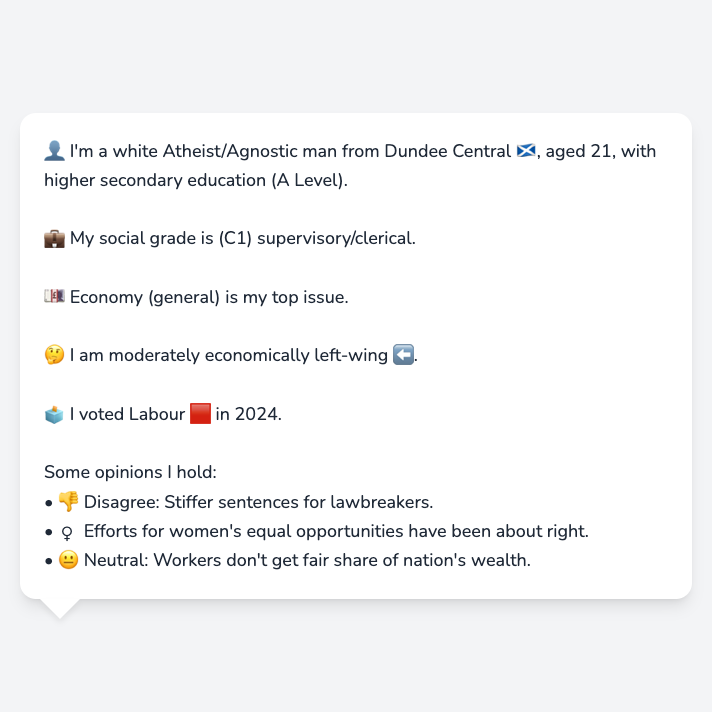 👤 I'm a white Atheist/Agnostic man from Dundee Central 🏴󠁧󠁢󠁳󠁣󠁴󠁿, aged 21, with
higher secondary education (A Level).
💼 My social grade is (C1) supervisory/clerical.
💷 Economy (general) is my top issue.
🤔 I am moderately economically left-wing ⬅️.
🗳️ I voted Labour 🟥 in 2024.
Some opinions I hold:
• 👎 Disagree: Stiffer sentences for lawbreakers.
• ♀ Efforts for women's equal opportunities have been about right.
• 😐 Neutral: Workers don't get fair share of nation's wealth.